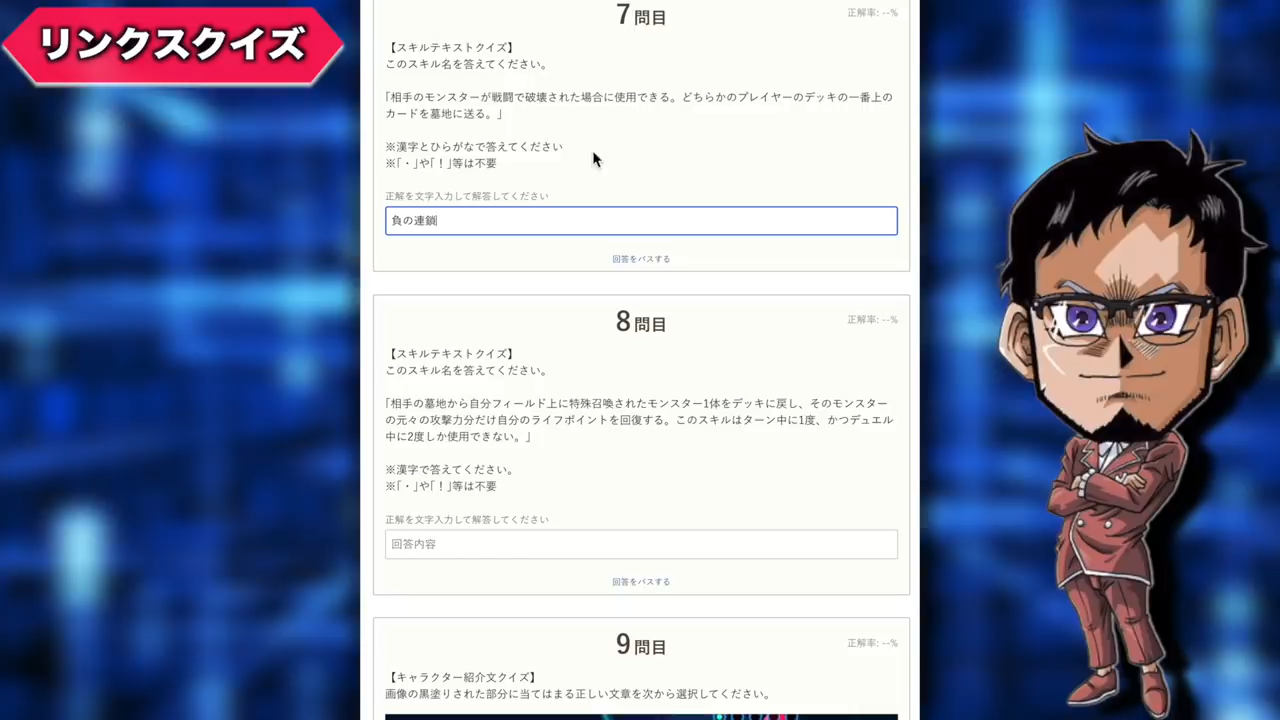 リンクスクイズ
7問目
正解率: --%
【スキルテキストクイズ】
このスキル名を答えてください。
「相手のモンスターが戦闘で破壊された場合に使用できる。どちらかのプレイヤーのデッキの一番上の
カードを墓地に送る。」
※漢字とひらがなで答えてください
※「・」や「！」等は不要
正解を文字入力して解答してください
負の連鎖
回答をパスする
8問目
正解率: --%
【スキルテキストクイズ】
このスキル名を答えてください。
「相手の墓地から自分フィールド上に特殊召喚されたモンスター1体をデッキに戻し、そのモンスター
の元々の攻撃力分だけ自分のライフポイントを回復する。このスキルはターン中に1度、かつデュエル
中に2度しか使用できない。」
※漢字で答えてください。
※「・」や「！」等は不要
正解を文字入力して解答してください
回答内容
回答をパスする
9問目
正解率: --%
【キャラクター紹介文クイズ】
画像の黒塗りされた部分に当てはまる正しい文章を次から選択してください。